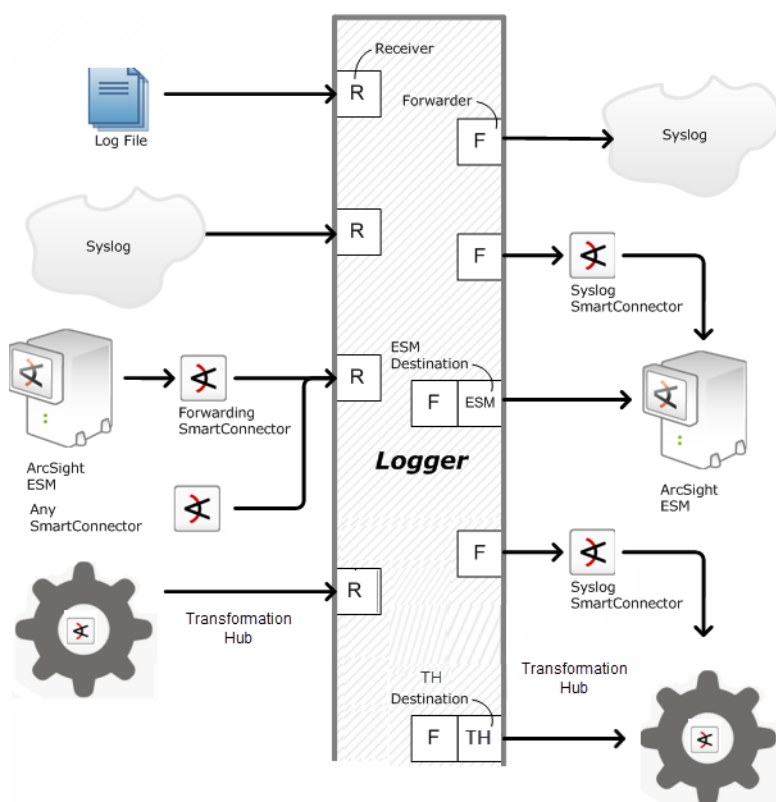 Receiver
R
Log File
Forwarder
F
Syslog
Syslog
R
F
Syslog
SmartConnector
ESM
Destination
R
Forwarding
SmartConnector
F
ESM
Logger
ArcSight
ESM
ArcSight
ESM
Any
SmartConnector
F
Syslog
SmartConnector
R
Transformation
Hub
TH
Destination
Transformation
Hub
F
TH